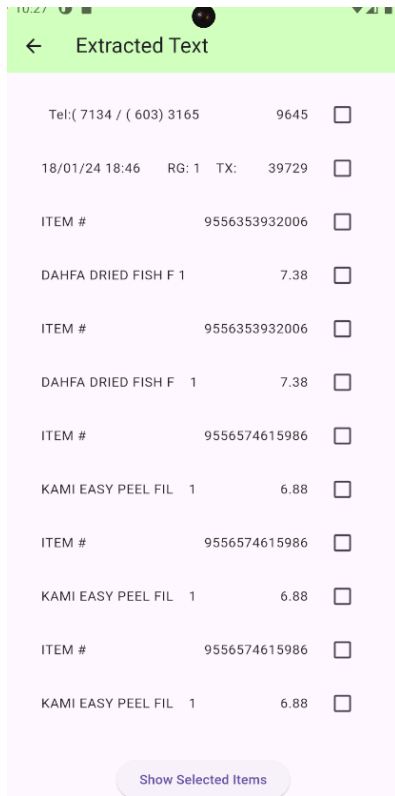 10:27
Extracted Text
Tel:( 7134 / ( 603) 3165 9645
18/01/24 18:46 RG: 1 TX: 39729
ITEM # 9556353932006
DAHFA DRIED FISH F 1 7.38
ITEM # 9556353932006
DAHFA DRIED FISH F 1 7.38
ITEM # 9556574615986
KAMI EASY PEEL FIL 1 6.88
ITEM # 9556574615986
KAMI EASY PEEL FIL 1 6.88
ITEM # 9556574615986
KAMI EASY PEEL FIL 1 6.88
Show Selected Items